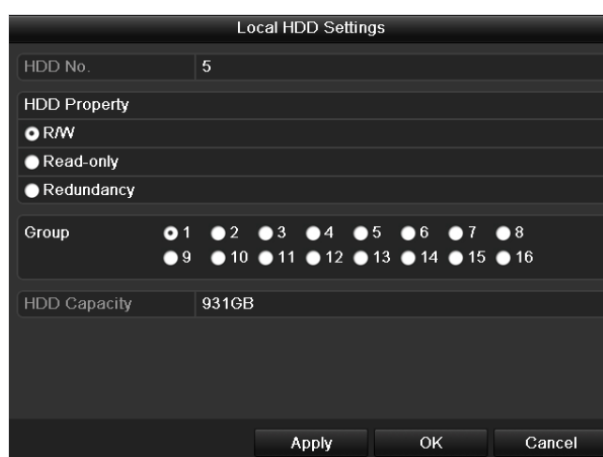 Local HDD Settings
HDD No. 5
HDD Property
R/W
Read-only
Redundancy
Group 1 2 3 4 5 6 7 8
9 10 11 12 13 14 15 16
HDD Capacity 931GB
Apply OK Cancel